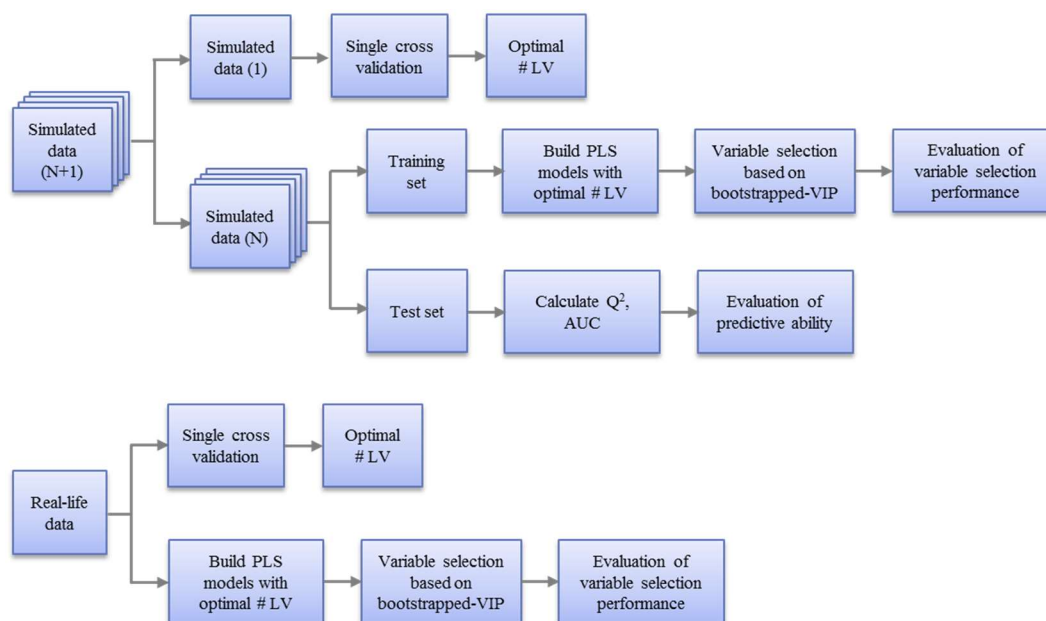 Simulated
data (1)
Single cross
validation
Optimal
# LV
Simulated
data
(N+1)
Training
set
Build PLS
models with
optimal # LV
Variable selection
based on
bootstrapped-VIP
Evaluation of
variable selection
performance
Simulated
data (N)
Test set
Calculate Q²,
AUC
Evaluation of
predictive ability
Single cross
validation
Optimal
# LV
Real-life
data
Build PLS
models with
optimal # LV
Variable selection
based on
bootstrapped-VIP
Evaluation of
variable selection
performance